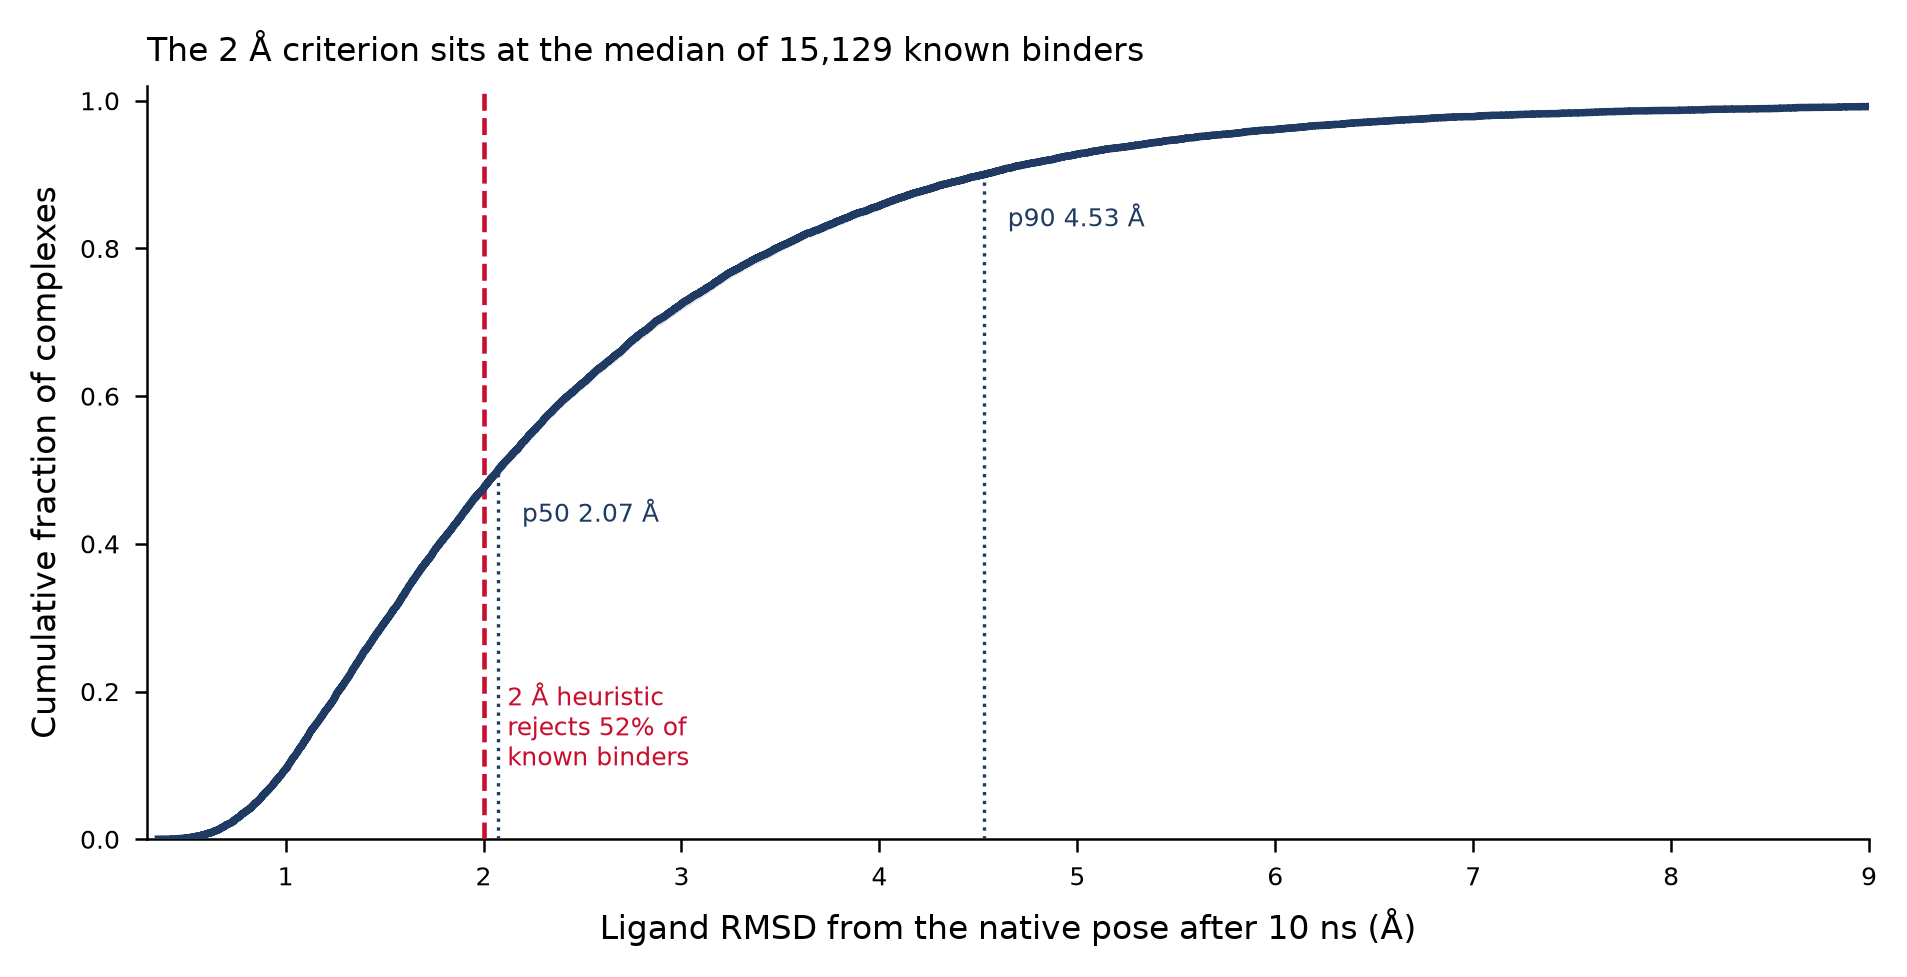 The 2 Å criterion sits at the median of 15,129 known binders
Cumulative fraction of complexes
1.0
0.8
0.6
0.4
0.2
0.0
p90 4.53 Å
p50 2.07 Å
2 Å heuristic
rejects 52% of
known binders
1 2 3 4 5 6 7 8 9
Ligand RMSD from the native pose after 10 ns (Å)